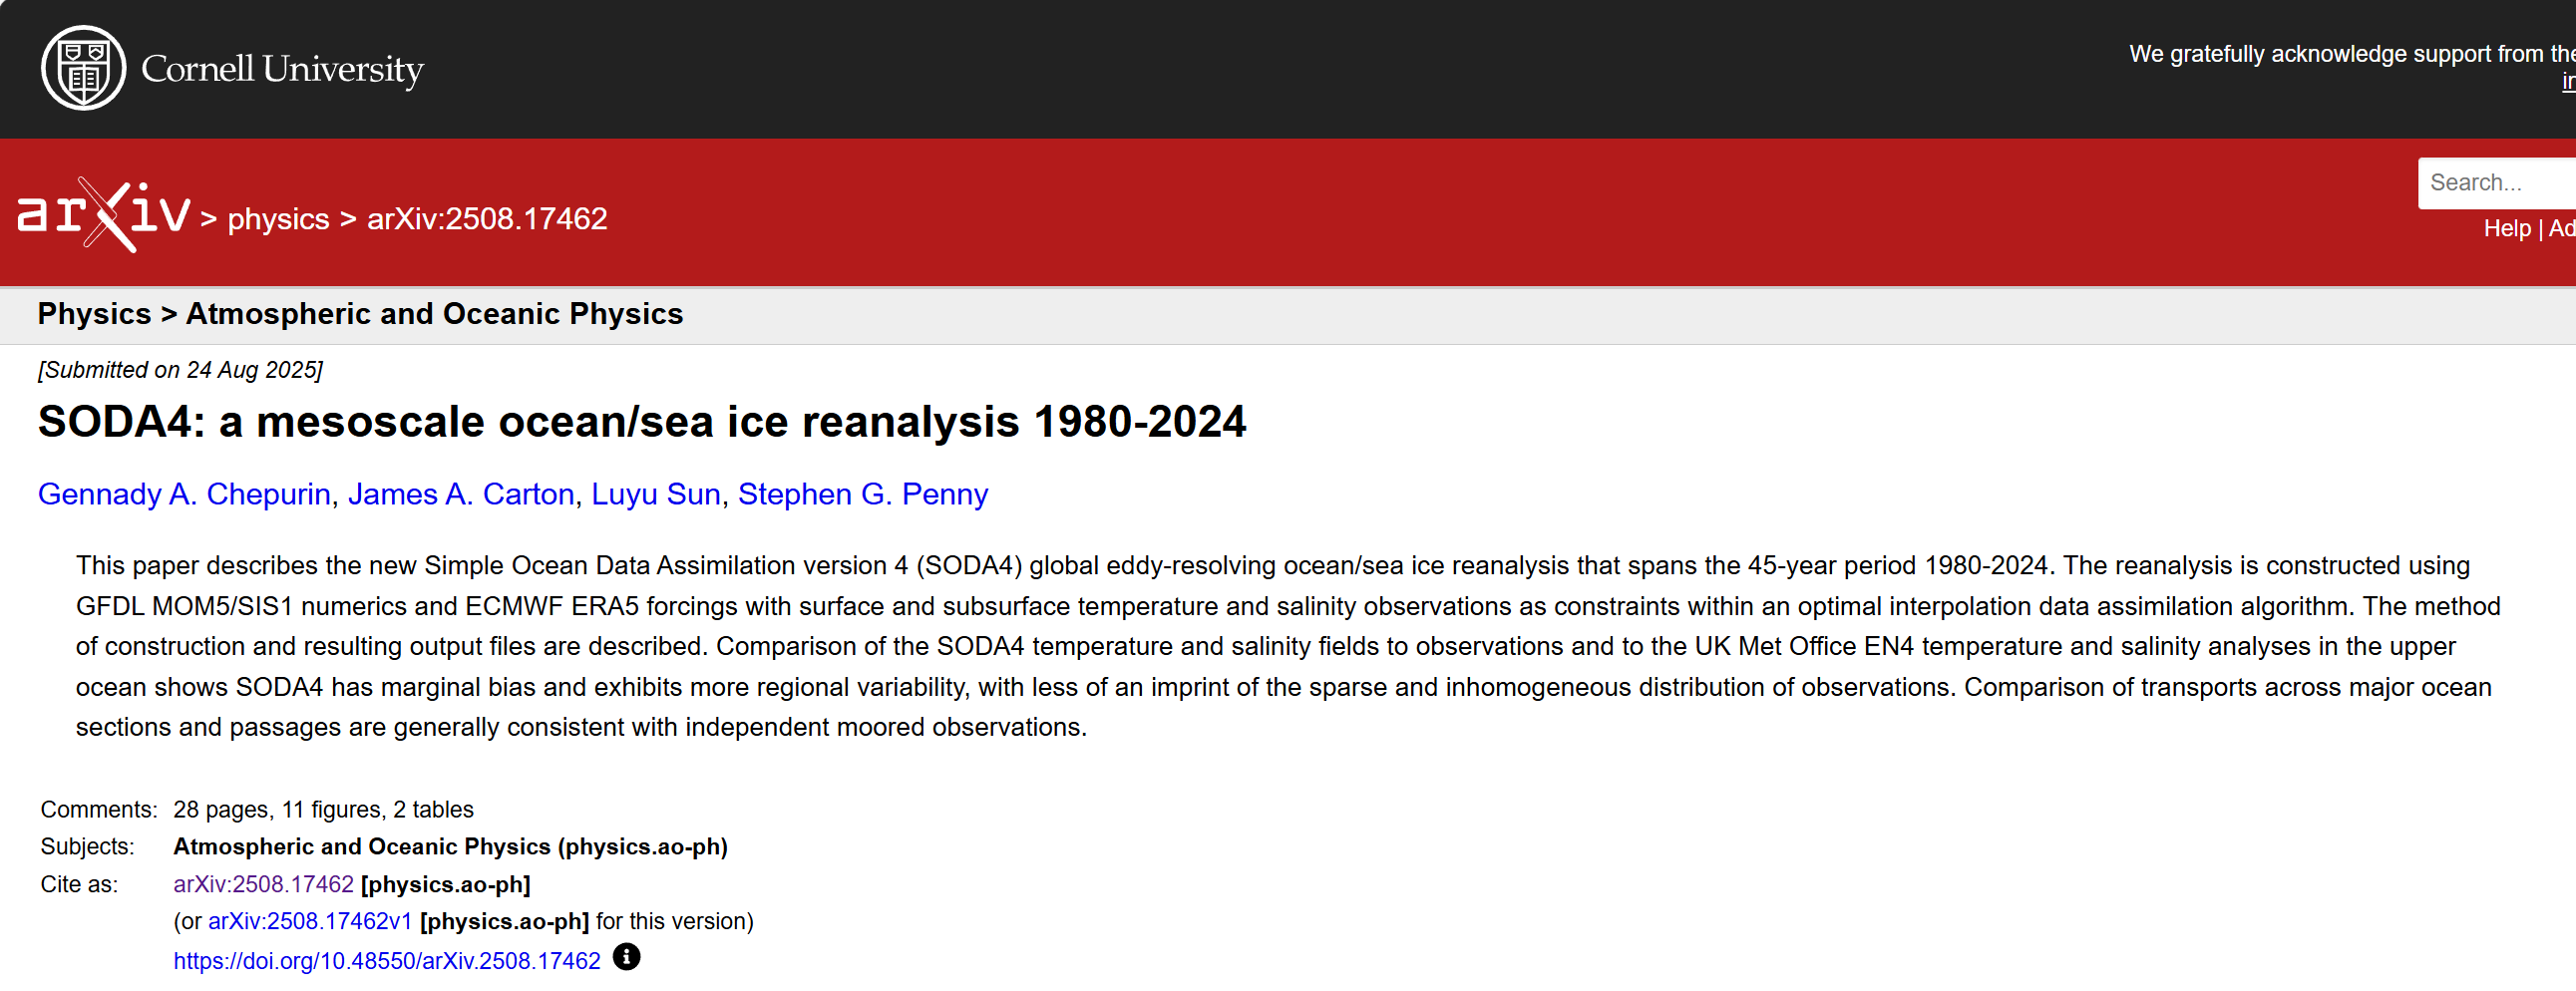 Cornell University
We gratefully acknowledge support from the
in
arXiv > physics > arXiv:2508.17462
Search...
Help | Ad
Physics > Atmospheric and Oceanic Physics
[Submitted on 24 Aug 2025]
SODA4: a mesoscale ocean/sea ice reanalysis 1980-2024
Gennady A. Chepurin, James A. Carton, Luyu Sun, Stephen G. Penny
This paper describes the new Simple Ocean Data Assimilation version 4 (SODA4) global eddy-resolving ocean/sea ice reanalysis that spans the 45-year period 1980-2024. The reanalysis is constructed using
GFDL MOM5/SIS1 numerics and ECMWF ERA5 forcings with surface and subsurface temperature and salinity observations as constraints within an optimal interpolation data assimilation algorithm. The method
of construction and resulting output files are described. Comparison of the SODA4 temperature and salinity fields to observations and to the UK Met Office EN4 temperature and salinity analyses in the upper
ocean shows SODA4 has marginal bias and exhibits more regional variability, with less of an imprint of the sparse and inhomogeneous distribution of observations. Comparison of transports across major ocean
sections and passages are generally consistent with independent moored observations.
Comments: 28 pages, 11 figures, 2 tables
Subjects: Atmospheric and Oceanic Physics (physics.ao-ph)
Cite as: arXiv:2508.17462 [physics.ao-ph]
(or arXiv:2508.17462v1 [physics.ao-ph] for this version)
https://doi.org/10.48550/arXiv.2508.17462